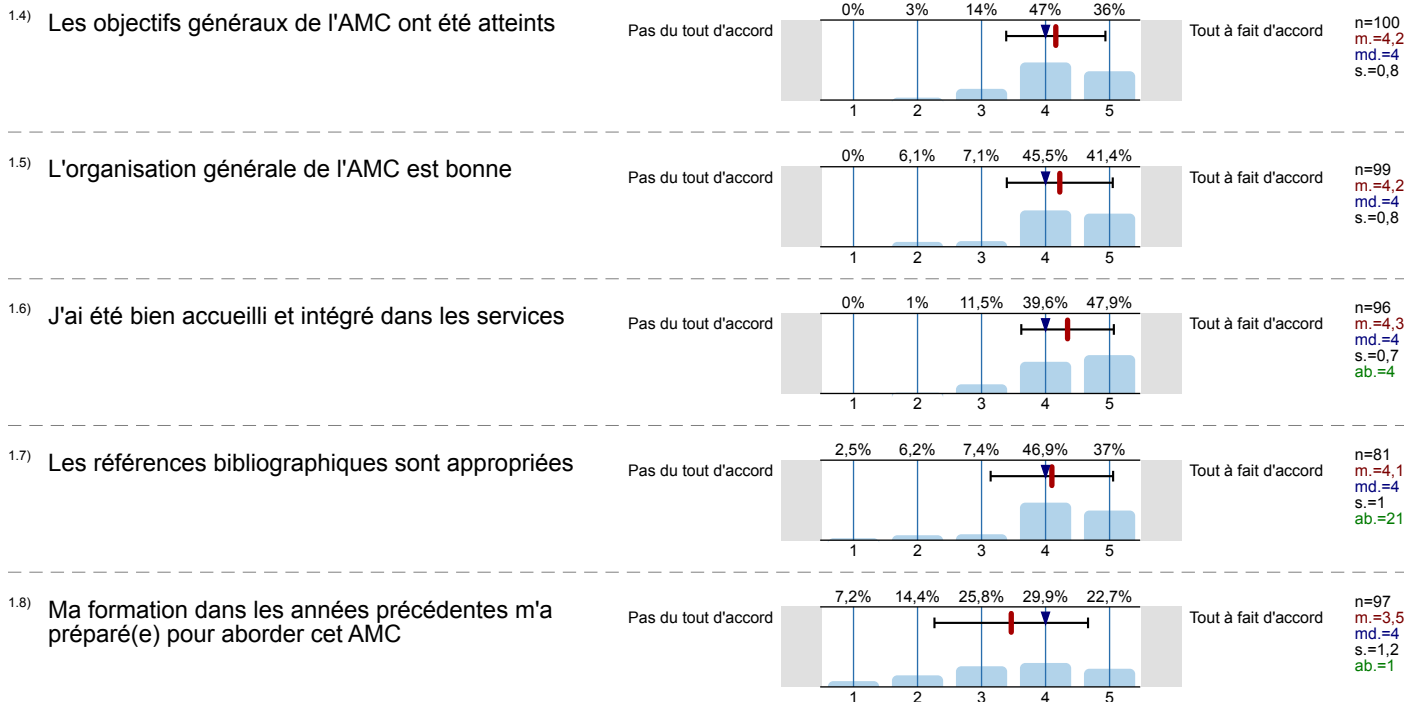 1.4) Les objectifs généraux de l'AMC ont été atteints
Pas du tout d'accord
0% 3% 14% 47% 36%
1 2 3 4 5
Tout à fait d'accord
n=100
m.=4,2
md.=4
s.=0,8
1.5) L'organisation générale de l'AMC est bonne
Pas du tout d'accord
0% 6,1% 7,1% 45,5% 41,4%
1 2 3 4 5
Tout à fait d'accord
n=99
m.=4,2
md.=4
s.=0,8
1.6) J'ai été bien accueilli et intégré dans les services
Pas du tout d'accord
0% 1% 11,5% 39,6% 47,9%
1 2 3 4 5
Tout à fait d'accord
n=96
m.=4,3
md.=4
s.=0,7
ab.=4
1.7) Les références bibliographiques sont appropriées
Pas du tout d'accord
2,5% 6,2% 7,4% 46,9% 37%
1 2 3 4 5
Tout à fait d'accord
n=81
m.=4,1
md.=4
s.=1
ab.=21
1.8) Ma formation dans les années précédentes m'a
préparé(e) pour aborder cet AMC
Pas du tout d'accord
7,2% 14,4% 25,8% 29,9% 22,7%
1 2 3 4 5
Tout à fait d'accord
n=97
m.=3,5
md.=4
s.=1,2
ab.=1